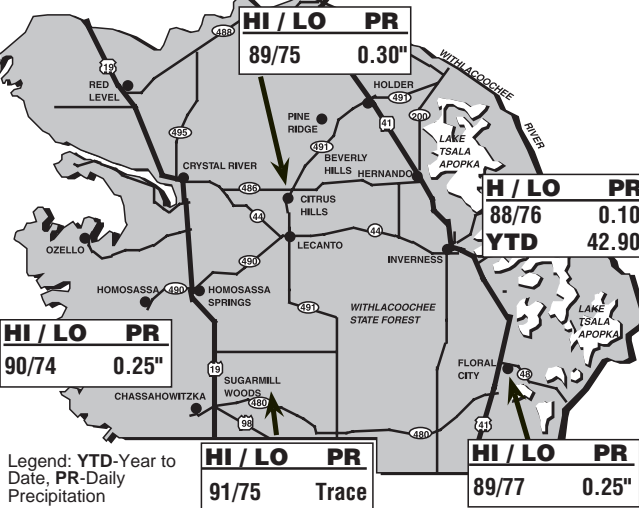 HI / LO PR
89/75 0.30"
488
WITHLACOOCHEE
RIVER
19
RED
LEVEL
HOLDER
491
200
PINE
RIDGE
41
495
491
LAKE
TSALA
APOPKA
BEVERLY
HILLS
CRYSTAL RIVER
HERNANDO
486
CITRUS
HILLS
H / LO PR
88/76 0.10
YTD 42.90
44
44
OZELLO
LECANTO
INVERNESS
490
HOMOSASSA
490
HOMOSASSA
SPRINGS
491
WITHLACOOCHEE
STATE FOREST
LAKE
TSALA
APOPKA
HI / LO PR
90/74 0.25"
19
FLORAL
CITY
48
SUGARMILL
WOODS
CHASSAHOWITZKA
480
98
41
480
HI / LO PR
91/75 Trace
HI / LO PR
89/77 0.25"
Legend: YTD-Year to
Date, PR-Daily
Precipitation